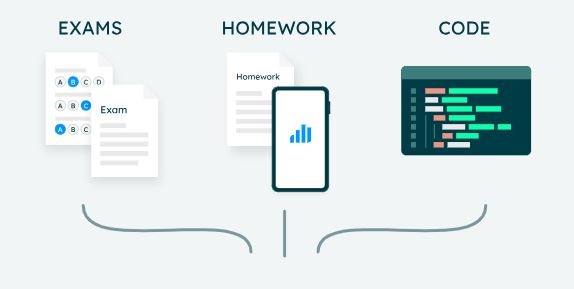 EXAMS
HOMEWORK
CODE
A B C D
A B C
A B C
Exam
Homework